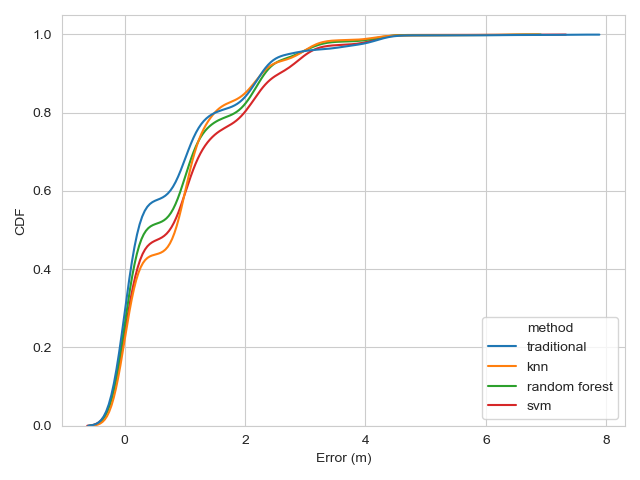 1.0
0.8
0.6
0.4
0.2
0.0
CDF
0 2 4 6 8
Error (m)
method
traditional
knn
random forest
svm